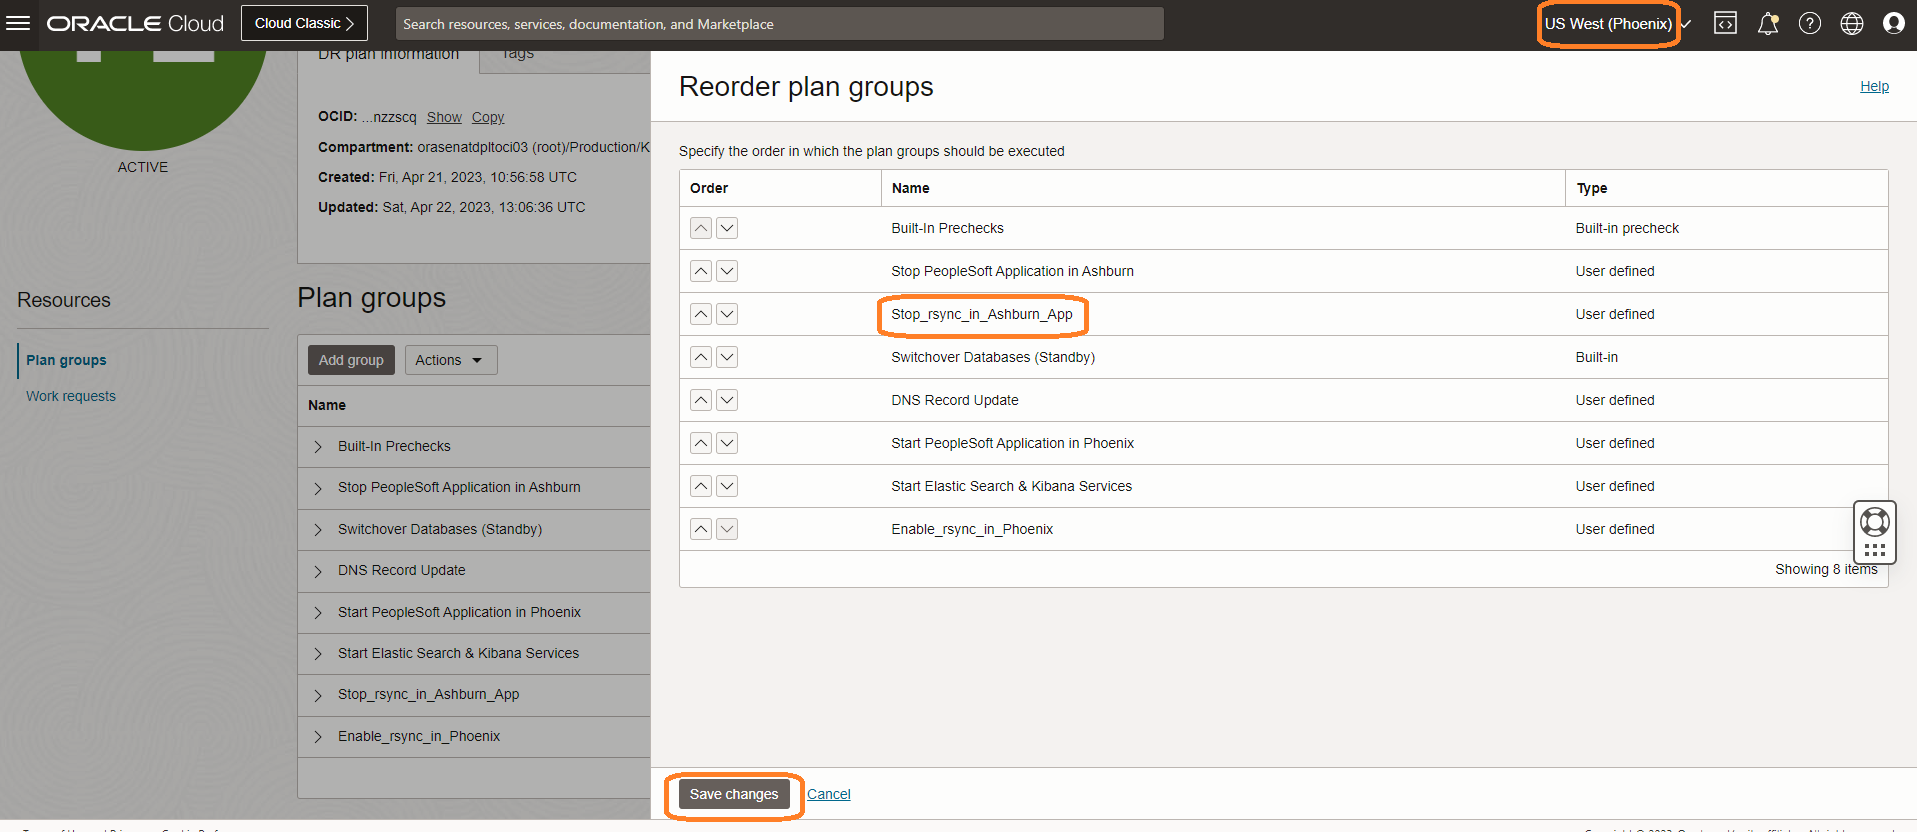 ORACLE Cloud
Cloud Classic
Search resources, services, documentation, and Marketplace
US West (Phoenix)
ACTIVE
DR plan information
Tags
OCID: ...nzzscq Show Copy
Compartment: orasenatdpltoci03 (root)/Production/K
Created: Fri, Apr 21, 2023, 10:56:58 UTC
Updated: Sat, Apr 22, 2023, 13:06:36 UTC
Resources
Plan groups
Work requests
Plan groups
Add group
Actions
Name
Built-In Prechecks
Stop PeopleSoft Application in Ashburn
Switchover Databases (Standby)
DNS Record Update
Start PeopleSoft Application in Phoenix
Start Elastic Search & Kibana Services
Stop_rsync_in_Ashburn_App
Enable_rsync_in_Phoenix
Reorder plan groups
Help
Specify the order in which the plan groups should be executed
Order Name Type
Built-In Prechecks Built-in precheck
Stop PeopleSoft Application in Ashburn User defined
Stop_rsync_in_Ashburn_App User defined
Switchover Databases (Standby) Built-in
DNS Record Update User defined
Start PeopleSoft Application in Phoenix User defined
Start Elastic Search & Kibana Services User defined
Enable_rsync_in_Phoenix User defined
Showing 8 items
Save changes
Cancel